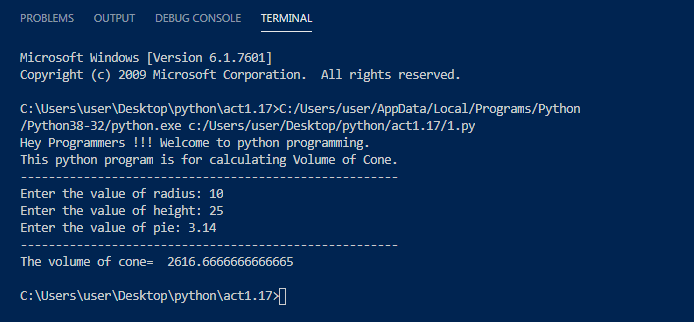 PROBLEMS OUTPUT DEBUG CONSOLE TERMINAL
Microsoft Windows [Version 6.1.7601]
Copyright (c) 2009 Microsoft Corporation.  All rights reserved.
C:\Users\user\Desktop\python\act1.17>C:/Users/user/AppData/Local/Programs/Python
/Python38-32/python.exe c:/Users/user/Desktop/python/act1.17/1.py
Hey Programmers !!! Welcome to python programming.
This python program is for calculating Volume of Cone.
------------------------------------------------------
Enter the value of radius: 10
Enter the value of height: 25
Enter the value of pie: 3.14
------------------------------------------------------
The volume of cone=  2616.6666666666665
C:\Users\user\Desktop\python\act1.17>